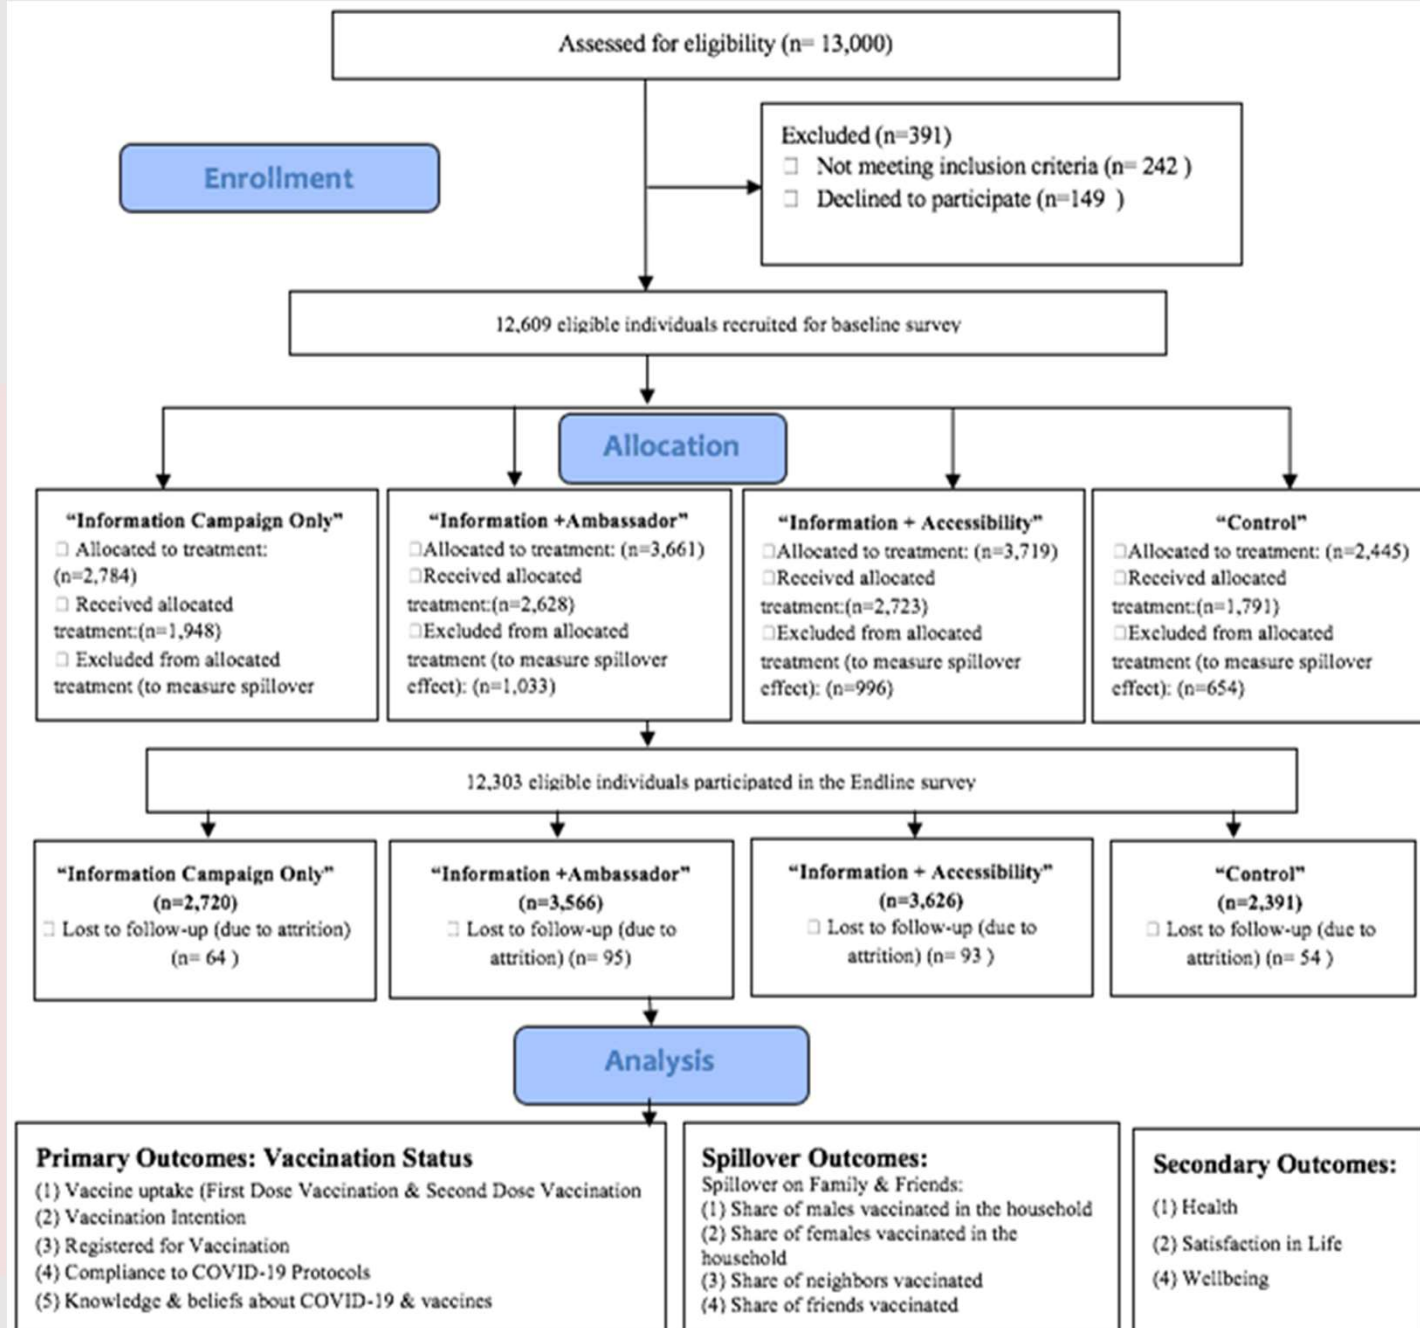 Assessed for eligibility (n= 13,000)
Enrollment
Excluded (n=391)
Not meeting inclusion criteria (n= 242 )
Declined to participate (n=149 )
12,609 eligible individuals recruited for baseline survey
Allocation
“Information Campaign Only”
Allocated to treatment:
(n=2,784)
Received allocated
treatment:(n=1,948)
Excluded from allocated
treatment (to measure spillover
“Information +Ambassador”
Allocated to treatment: (n=3,661)
Received allocated
treatment:(n=2,628)
Excluded from allocated
treatment (to measure spillover
effect): (n=1,033)
“Information + Accessibility”
Allocated to treatment: (n=3,719)
Received allocated
treatment:(n=2,723)
Excluded from allocated
treatment (to measure spillover
effect): (n=996)
“Control”
Allocated to treatment: (n=2,445)
Received allocated
treatment:(n=1,791)
Excluded from allocated
treatment (to measure spillover
effect): (n=654)
12,303 eligible individuals participated in the Endline survey
“Information Campaign Only”
(n=2,720)
Lost to follow-up (due to attrition)
(n= 64 )
“Information +Ambassador”
(n=3,566)
Lost to follow-up (due to
attrition) (n= 95)
“Information + Accessibility”
(n=3,626)
Lost to follow-up (due to
attrition) (n= 93 )
“Control”
(n=2,391)
Lost to follow-up (due to
attrition) (n= 54 )
Analysis
Primary Outcomes: Vaccination Status
(1) Vaccine uptake (First Dose Vaccination & Second Dose Vaccination
(2) Vaccination Intention
(3) Registered for Vaccination
(4) Compliance to COVID-19 Protocols
(5) Knowledge & beliefs about COVID-19 & vaccines
Spillover Outcomes:
Spillover on Family & Friends:
(1) Share of males vaccinated in the household
(2) Share of females vaccinated in the
household
(3) Share of neighbors vaccinated
(4) Share of friends vaccinated
Secondary Outcomes:
(1) Health
(2) Satisfaction in Life
(4) Wellbeing